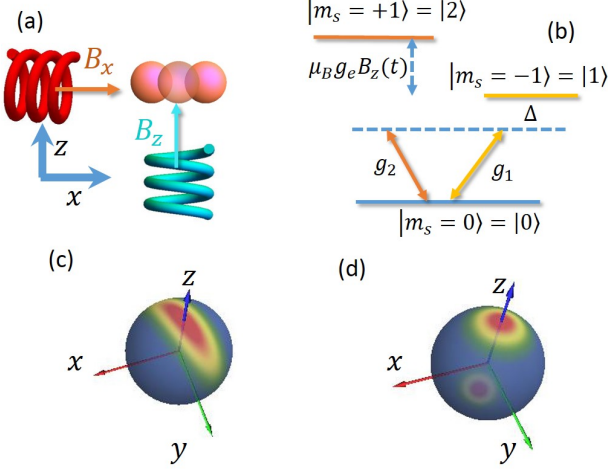 (a)
B_x
B_z
z
x
|m_s = +1⟩ = |2⟩
(b)
μ_B g_e B_z(t)
|m_s = −1⟩ = |1⟩
Δ
g_2
g_1
|m_s = 0⟩ = |0⟩
(c)
z
x
y
(d)
z
x
y